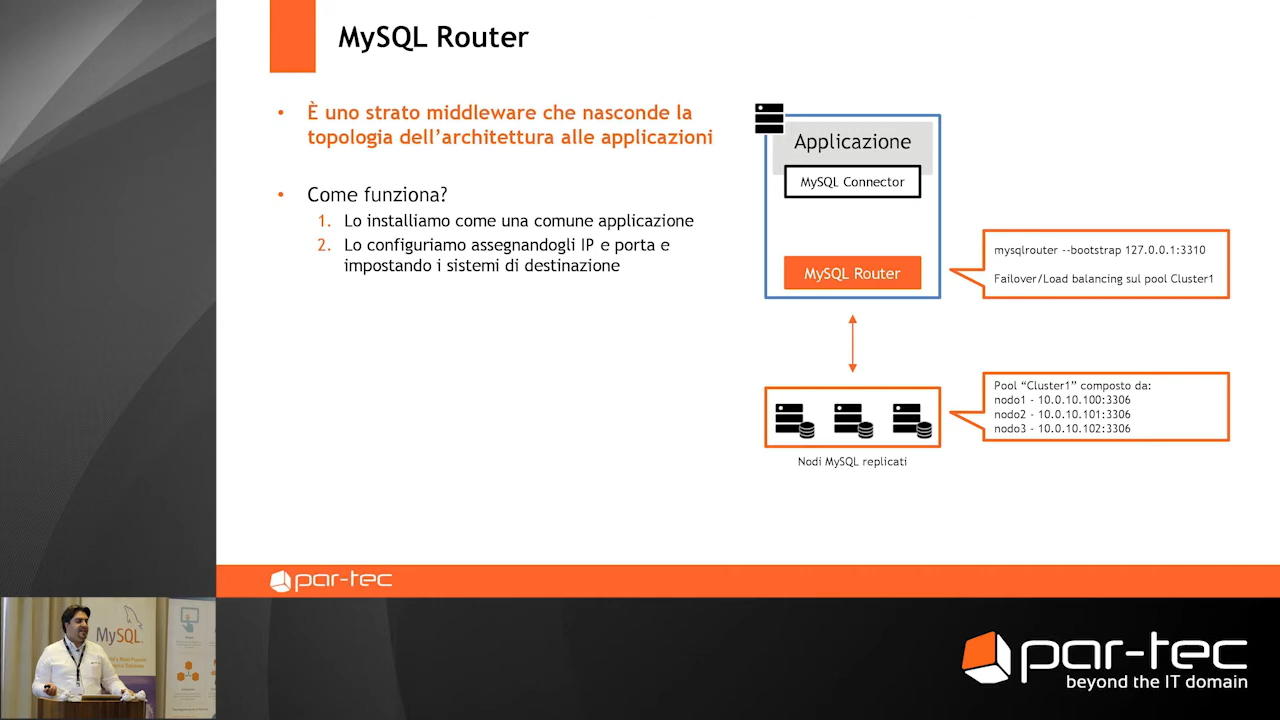 MySQL Router
• È uno strato middleware che nasconde la
topologia dell'architettura alle applicazioni
• Come funziona?
1. Lo installiamo come una comune applicazione
2. Lo configuriamo assegnandogli IP e porta e
impostando i sistemi di destinazione
Applicazione
MySQL Connector
MySQL Router
mysqlrouter --bootstrap 127.0.0.1:3310
Failover/Load balancing sul pool Cluster1
Pool “Cluster1” composto da:
nodo1 - 10.0.10.100:3306
nodo2 - 10.0.10.101:3306
nodo3 - 10.0.10.102:3306
Nodi MySQL replicati
par-tec
MySQL
par-tec
beyond the IT domain